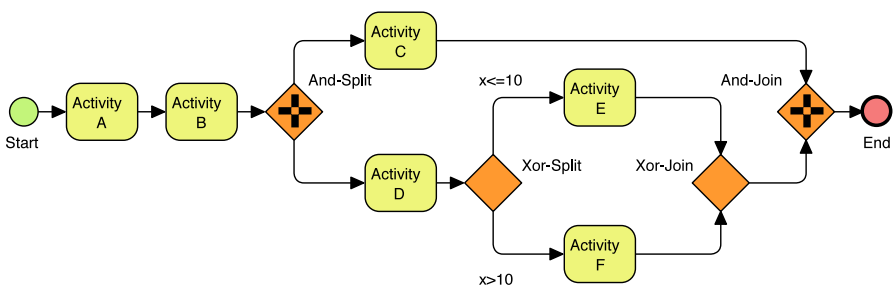 Start
Activity
A
Activity
B
And-Split
Activity
C
Activity
D
x<=10
Xor-Split
x>10
Activity
E
Activity
F
Xor-Join
And-Join
End